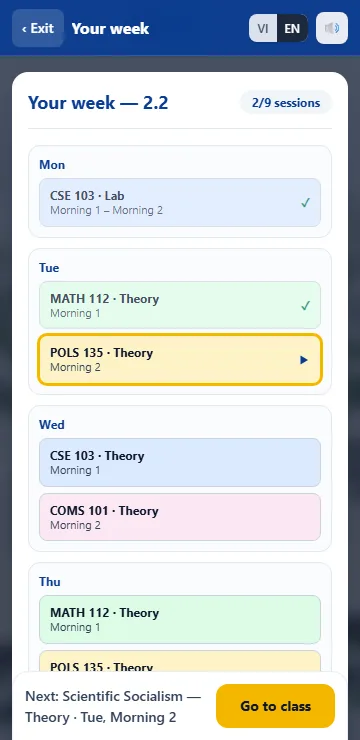 ‹ Exit
Your week
VI
EN
Your week — 2.2
2/9 sessions
Mon
CSE 103 · Lab
Morning 1 – Morning 2
Tue
MATH 112 · Theory
Morning 1
POLS 135 · Theory
Morning 2
Wed
CSE 103 · Theory
Morning 1
COMS 101 · Theory
Morning 2
Thu
MATH 112 · Theory
Morning 1
POLS 135 · Theory
Next: Scientific Socialism —
Theory · Tue, Morning 2
Go to class